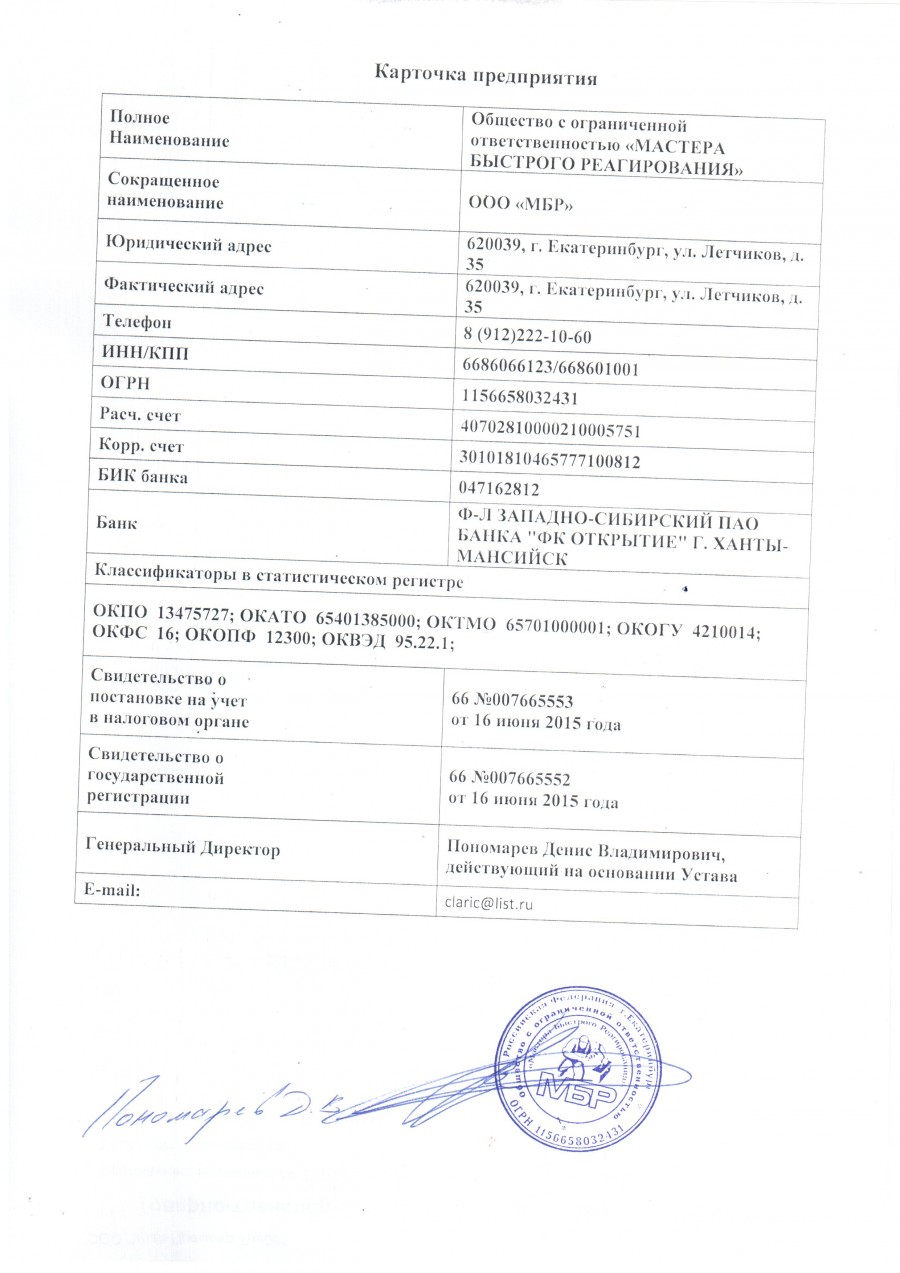 Карточка предприятия
Полное
Наименование
Общество с ограниченной
ответственностью «МАСТЕРА
БЫСТРОГО РЕАГИРОВАНИЯ»
Сокращенное
наименование
ООО «МБР»
Юридический адрес
620039, г. Екатеринбург, ул. Летчиков, д.
35
Фактический адрес
620039, г. Екатеринбург, ул. Летчиков, д.
35
Телефон
8 (912)222-10-60
ИНН/КПП
6686066123/668601001
ОГРН
1156658032431
Расч. счет
40702810000210005751
Корр. счет
30101810465777100812
БИК банка
047162812
Банк
Ф-Л ЗАПАДНО-СИБИРСКИЙ ПАО
БАНКА "ФК ОТКРЫТИЕ" Г. ХАНТЫ-
МАНСИЙСК
Классификаторы в статистическом регистре
ОКПО 13475727; ОКАТО 65401385000; ОКТМО 65701000001; ОКОГУ 4210014;
ОКФС 16; ОКОПФ 12300; ОКВЭД 95.22.1;
Свидетельство о
постановке на учет
в налоговом органе
66 №007665553
от 16 июня 2015 года
Свидетельство о
государственной
регистрации
66 №007665552
от 16 июня 2015 года
Генеральный Директор
Пономарев Денис Владимирович,
действующий на основании Устава
E-mail:
claric@list.ru
Пономарёв Д.В
Российская Федерация г.Екатеринбург
Общество с ограниченной ответственностью
«Мастера Быстрого Реагирования»
МБР
ОГРН 1156658032431